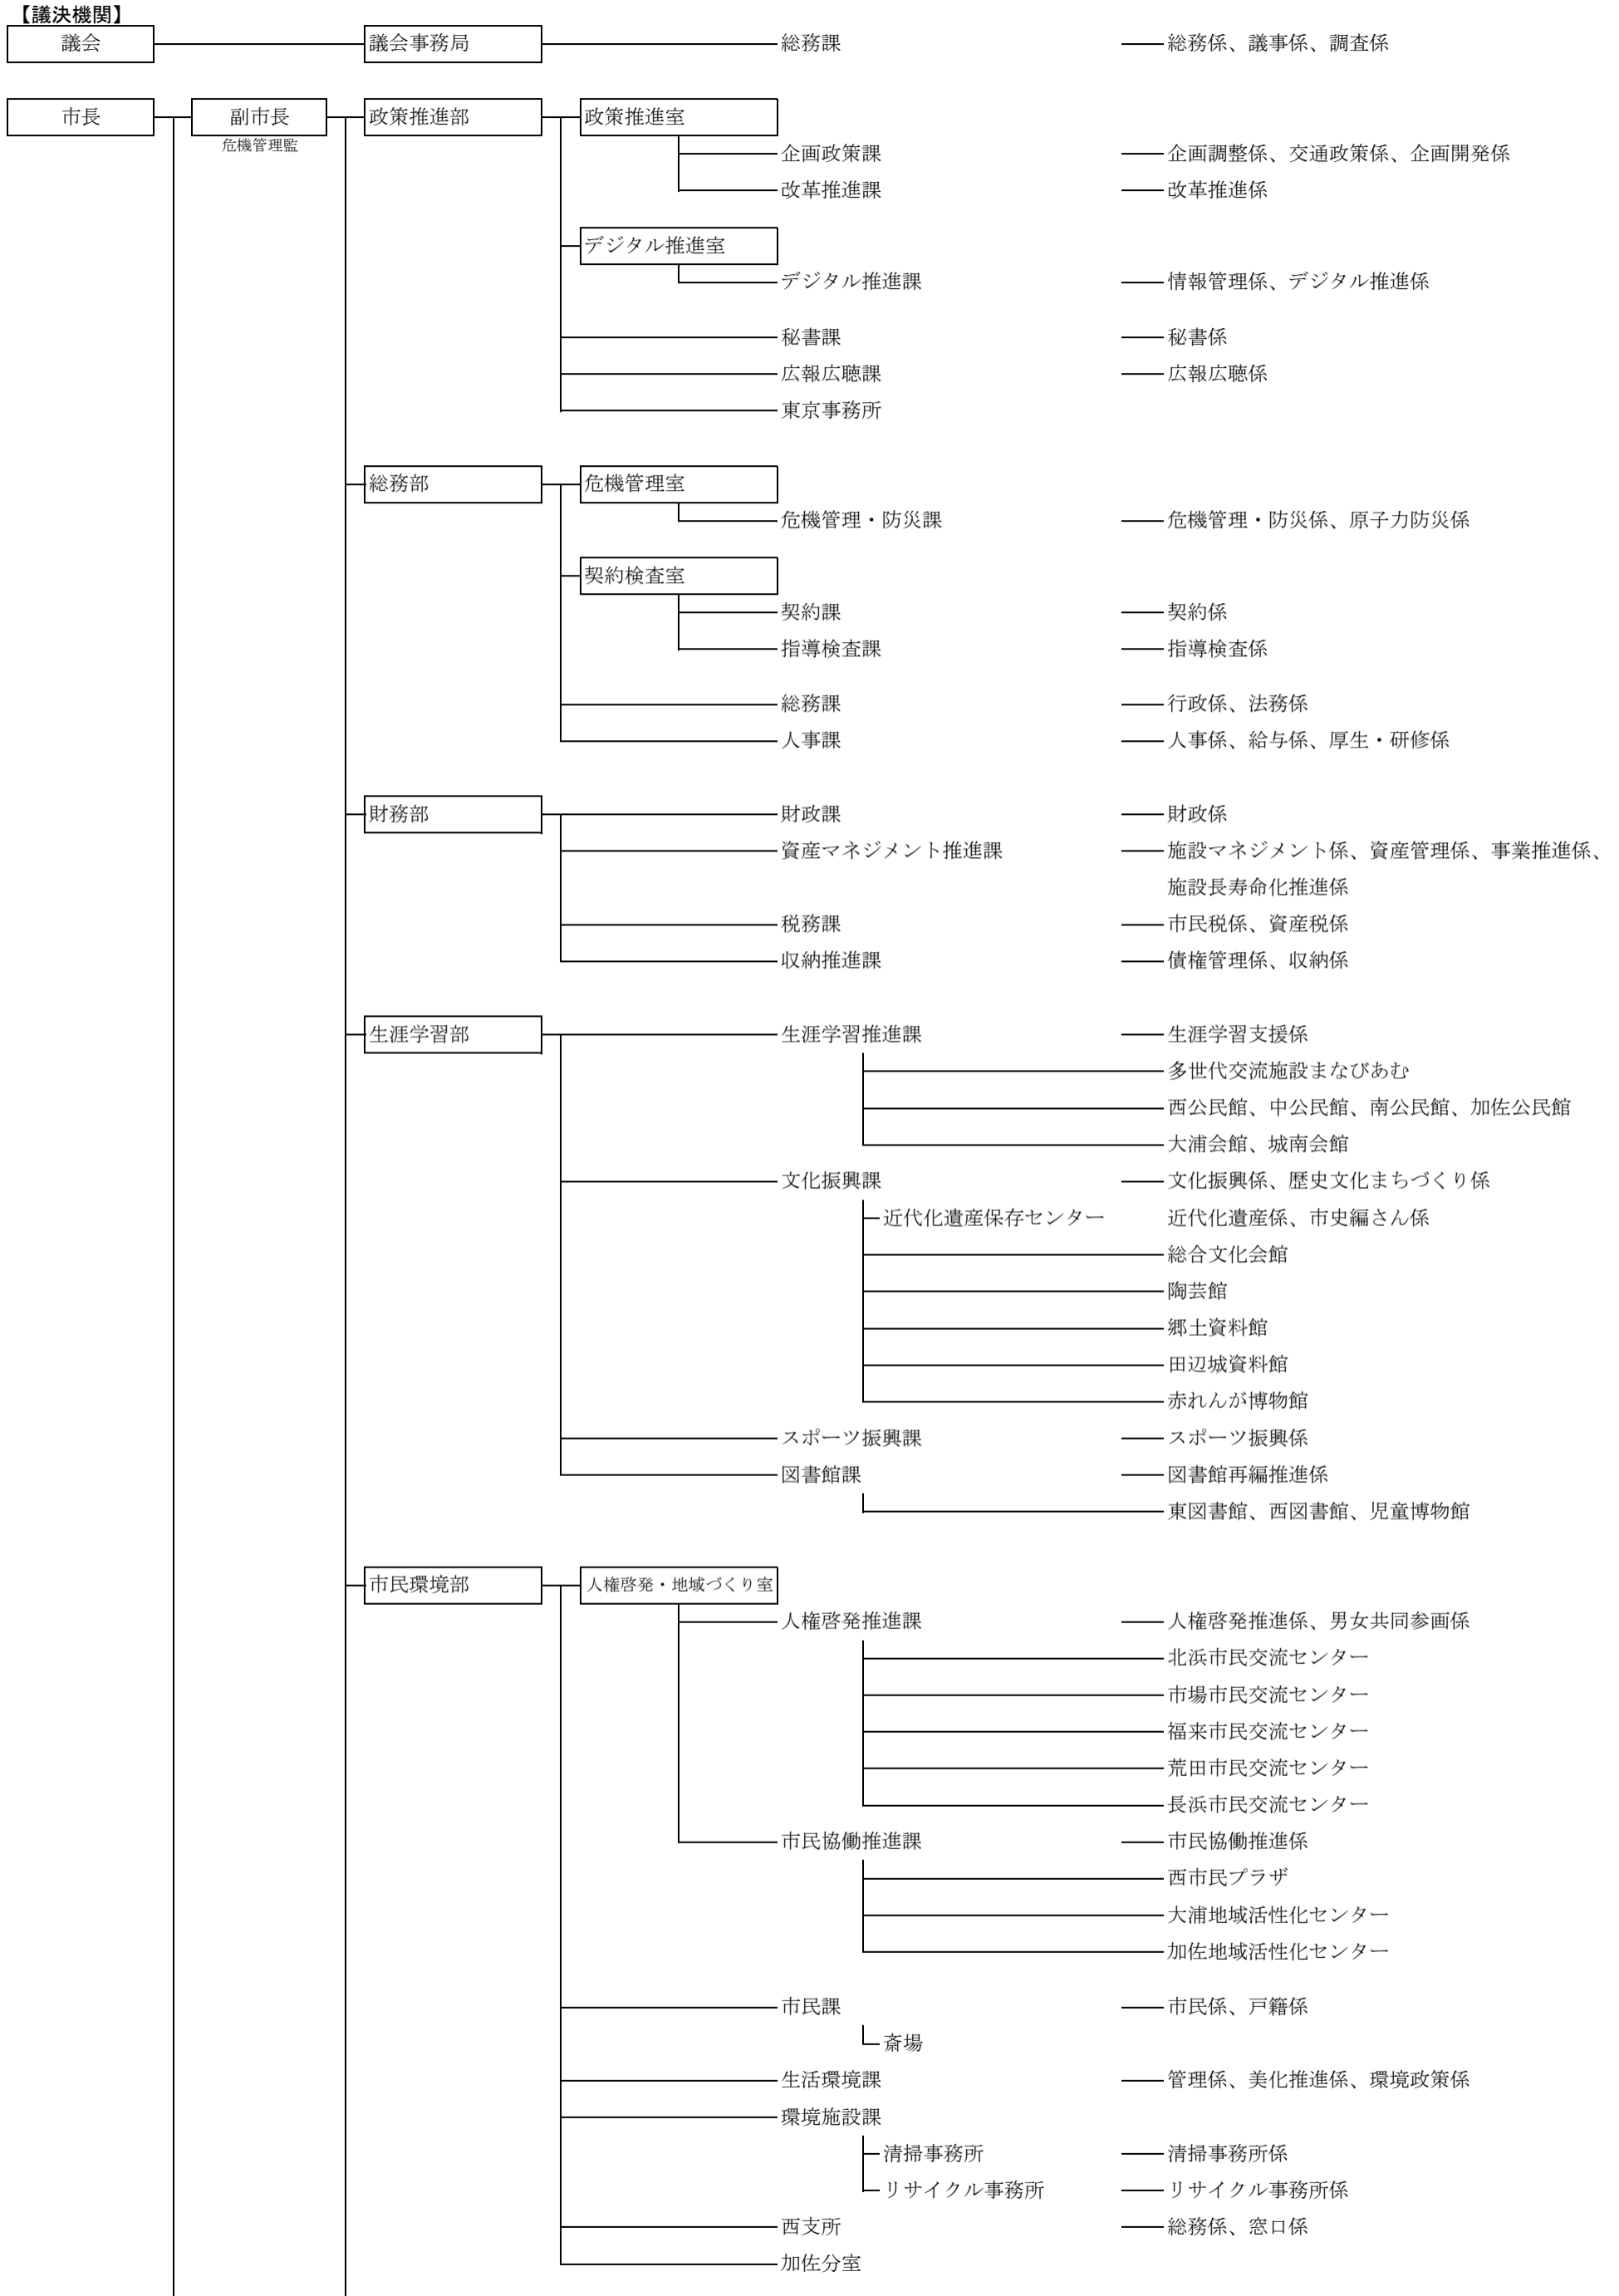 【議決機関】
議会 議会事務局 総務課 総務係、議事係、調査係
市長 副市長 政策推進部 政策推進室
危機管理監
企画政策課 企画調整係、交通政策係、企画開発係
改革推進課 改革推進係
デジタル推進室
デジタル推進課 情報管理係、デジタル推進係
秘書課 秘書係
広報広聴課 広報広聴係
東京事務所
総務部 危機管理室
危機管理・防災課 危機管理・防災係、原子力防災係
契約検査室
契約課 契約係
指導検査課 指導検査係
総務課 行政係、法務係
人事課 人事係、給与係、厚生・研修係
財務部 財政課 財政係
資産マネジメント推進課 施設マネジメント係、資産管理係、事業推進係、
施設長寿命化推進係
税務課 市民税係、資産税係
収納推進課 債権管理係、収納係
生涯学習部 生涯学習推進課 生涯学習支援係
多世代交流施設まなびあむ
西公民館、中公民館、南公民館、加佐公民館
大浦会館、城南会館
文化振興課 文化振興係、歴史文化まちづくり係
近代化遺産保存センター 近代化遺産係、市史編さん係
総合文化会館
陶芸館
郷土資料館
田辺城資料館
赤れんが博物館
スポーツ振興課 スポーツ振興係
図書館課 図書館再編推進係
東図書館、西図書館、児童博物館
市民環境部 人権啓発・地域づくり室
人権啓発推進課 人権啓発推進係、男女共同参画係
北浜市民交流センター
市場市民交流センター
福来市民交流センター
荒田市民交流センター
長浜市民交流センター
市民協働推進課 市民協働推進係
西市民プラザ
大浦地域活性化センター
加佐地域活性化センター
市民課 市民係、戸籍係
斎場
生活環境課 管理係、美化推進係、環境政策係
環境施設課
清掃事務所 清掃事務所係
リサイクル事務所 リサイクル事務所係
西支所 総務係、窓口係
加佐分室